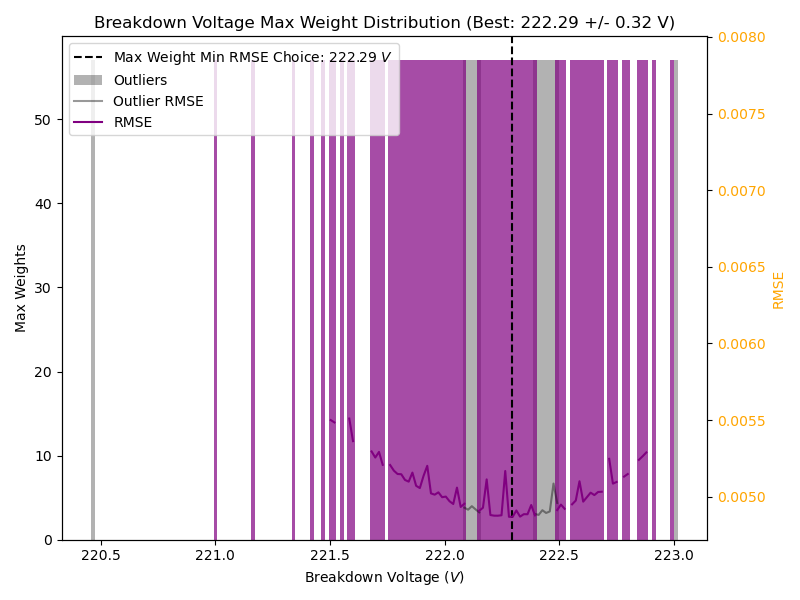 Breakdown Voltage Max Weight Distribution (Best: 222.29 +/- 0.32 V)
Max Weight Min RMSE Choice: 222.29 V
Outliers
Outlier RMSE
RMSE
Max Weights
50
40
30
20
10
0
0.0080
0.0075
0.0070
0.0065
0.0060
0.0055
0.0050
RMSE
220.5 221.0 221.5 222.0 222.5 223.0
Breakdown Voltage (V)